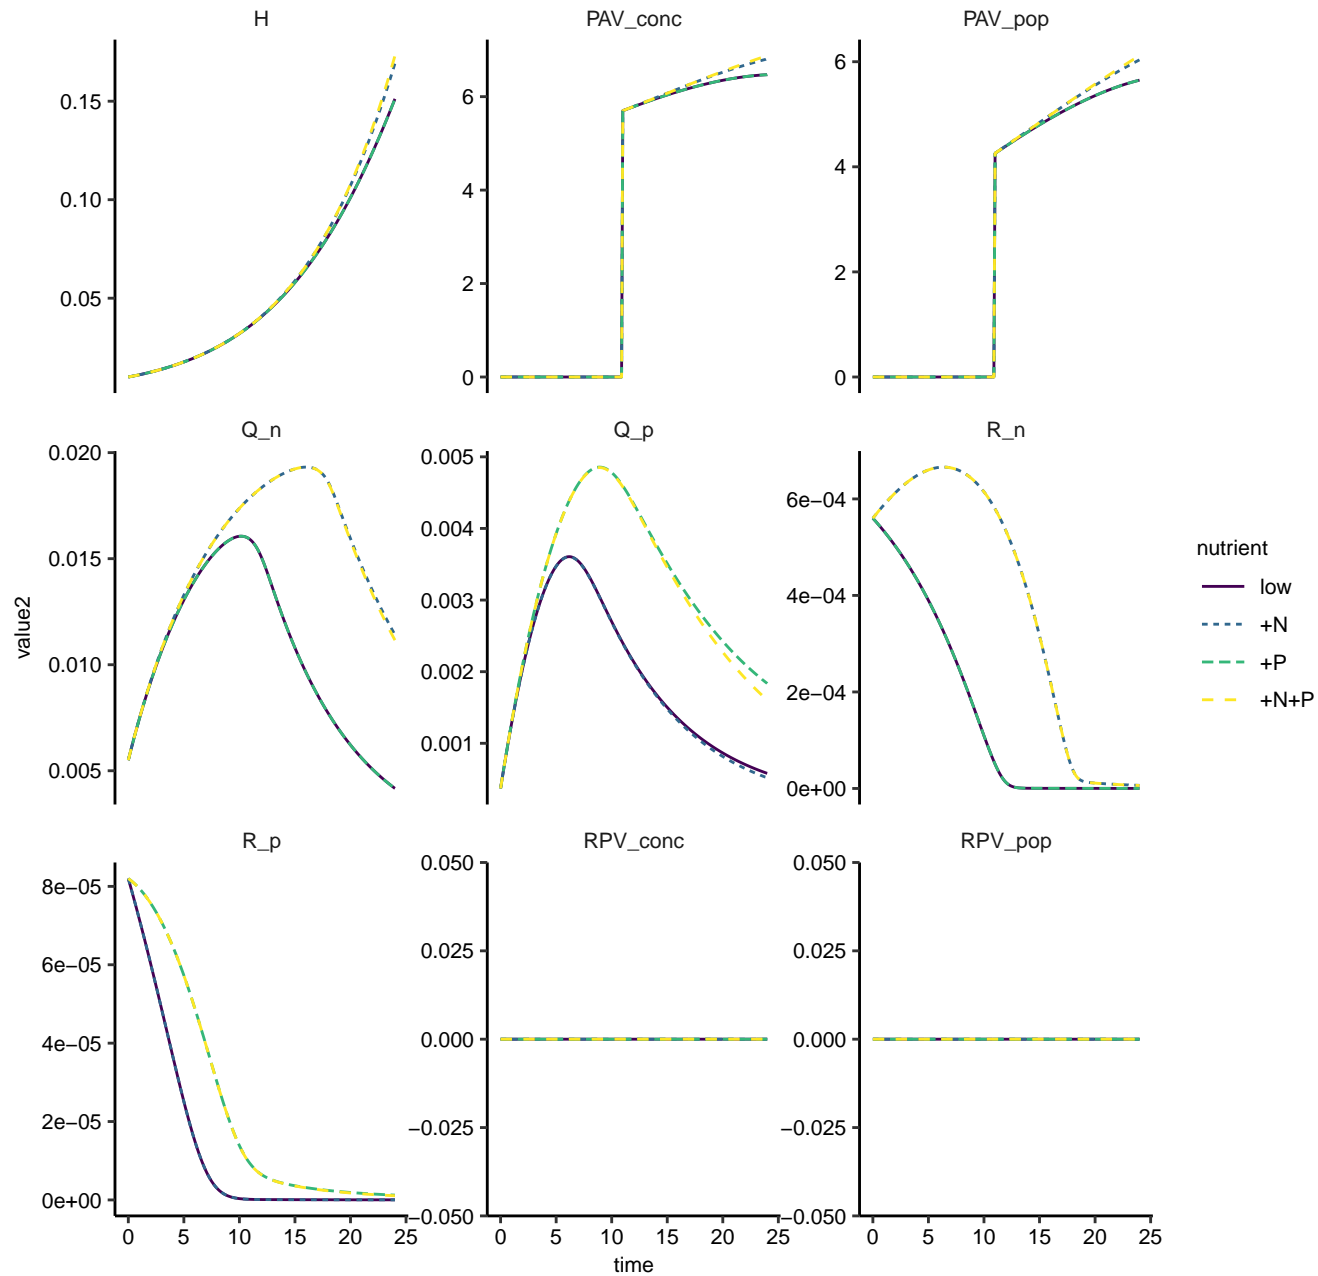 H PAV_conc PAV_pop
0.15
0.10
0.05
6
4
2
0
6
4
2
0
Q_n Q_p R_n
0.020
0.015
0.010
0.005
0.005
0.004
0.003
0.002
0.001
6e−04
4e−04
2e−04
0e+00
R_p RPV_conc RPV_pop
8e−05
6e−05
4e−05
2e−05
0e+00
0.050
0.025
0.000
−0.025
−0.050
0.050
0.025
0.000
−0.025
−0.050
0 5 10 15 20 25
0 5 10 15 20 25
0 5 10 15 20 25
time
value2
nutrient
low
+N
+P
+N+P